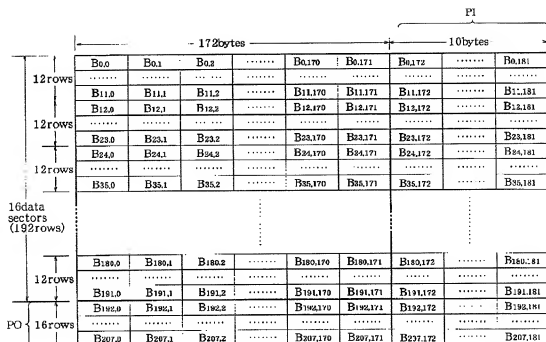 PI
172bytes 10bytes
B0,0 B0,1 B0,2 ....... B0,170 B0,171 B0,172 ....... B0,181
12rows ....... ....... ....... ....... ....... ....... ....... ....... .......
B11,0 B11,1 B11,2 ....... B11,170 B11,171 B11,172 ....... B11,181
B12,0 B12,1 B12,2 ....... B12,170 B12,171 B12,172 ....... B12,181
12rows ....... ....... ....... ....... ....... ....... ....... ....... .......
B23,0 B23,1 B23,2 ....... B23,170 B23,171 B23,172 ....... B23,181
B24,0 B24,1 B24,2 ....... B24,170 B24,171 B24,172 ....... B24,181
12rows ....... ....... ....... ....... ....... ....... ....... ....... .......
B35,0 B35,1 B35,2 ....... B35,170 B35,171 B35,172 ....... B35,181
16data
sectors
(192rows)
B180,0 B180,1 B180,2 ....... B180,170 B180,171 B180,172 ....... B180,181
12rows ....... ....... ....... ....... ....... ....... ....... ....... .......
B191,0 B191,1 B191,2 ....... B191,170 B191,171 B191,172 ....... B191,181
B192,0 B192,1 B192,2 ....... B192,170 B192,171 B192,172 ....... B192,181
PO 16rows ....... ....... ....... ....... ....... ....... ....... ....... .......
B207,0 B207,1 B207,2 ....... B207,170 B207,171 B207,172 ....... B207,181